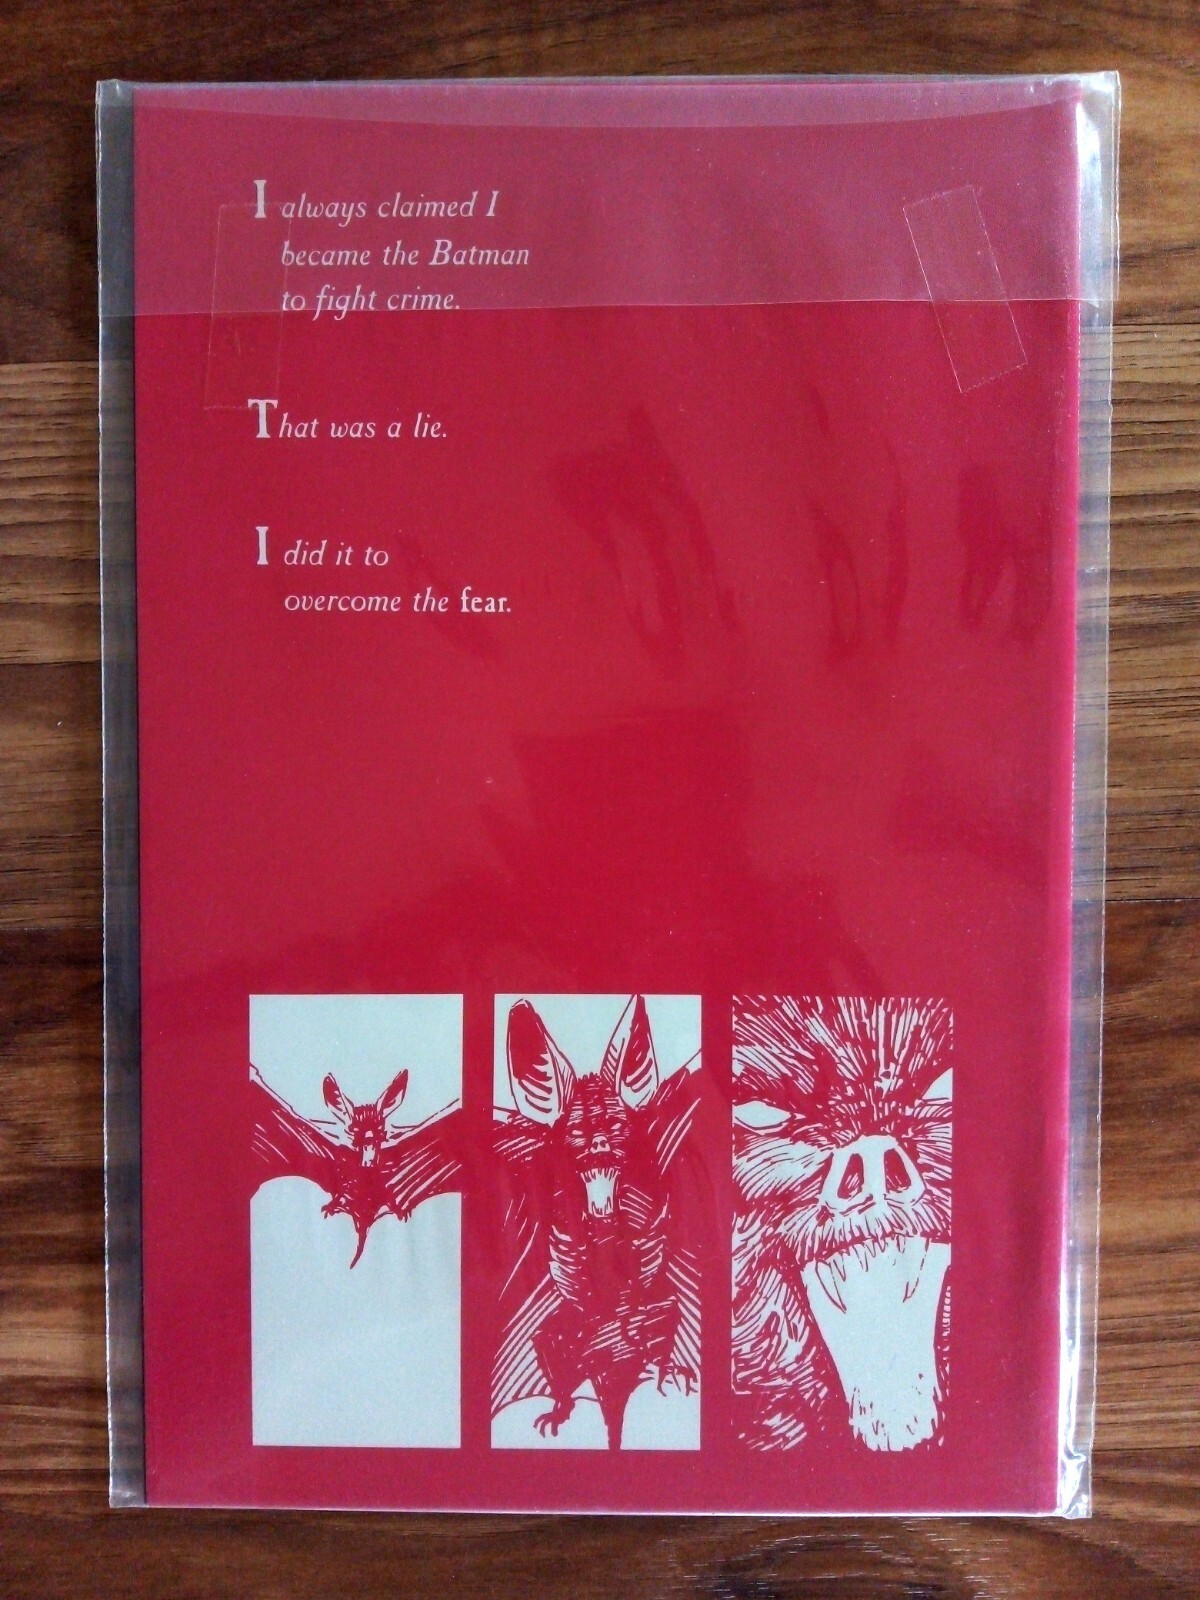 I always claimed I
became the Batman
to fight crime.
That was a lie.
I did it to
overcome the fear.